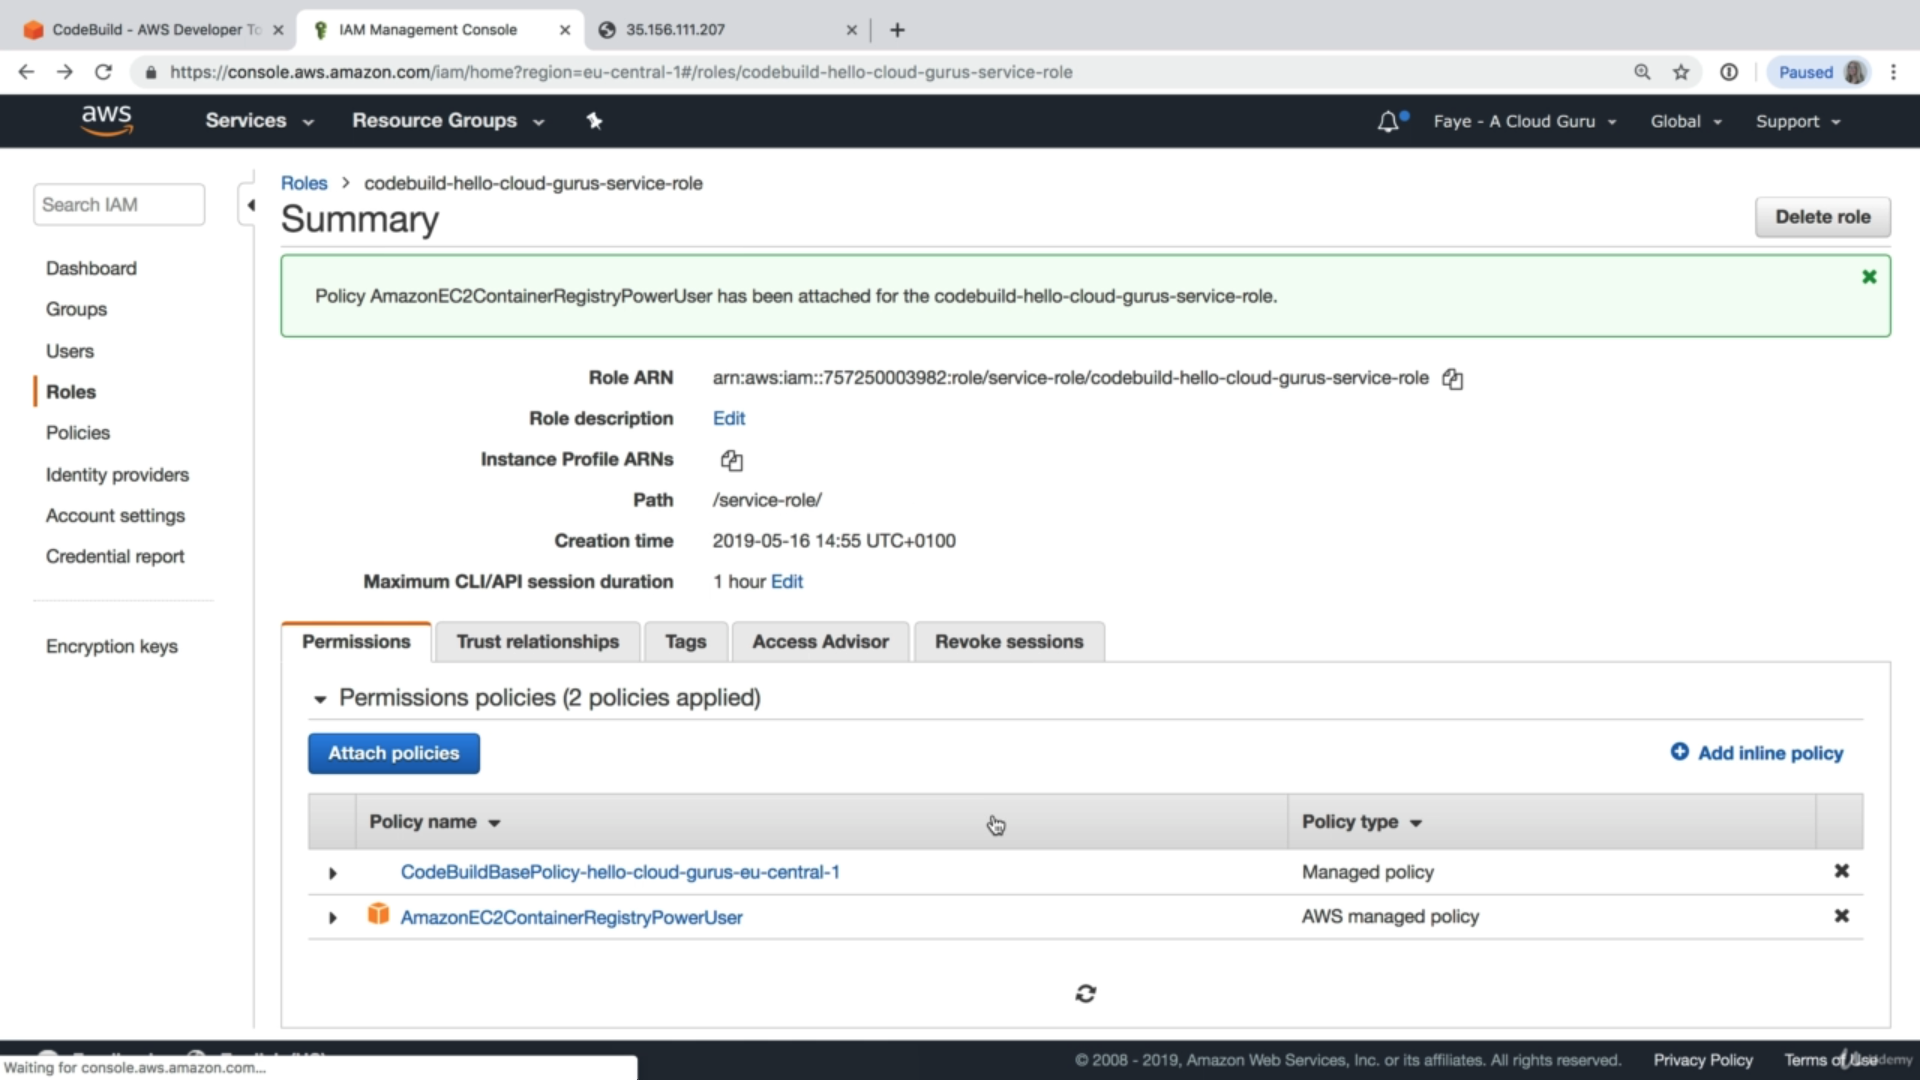 CodeBuild - AWS Developer To
IAM Management Console
35.156.111.207
https://console.aws.amazon.com/iam/home?region=eu-central-1#/roles/codebuild-hello-cloud-gurus-service-role
Paused
aws
Services
Resource Groups
Faye - A Cloud Guru
Global
Support
Search IAM
Dashboard
Groups
Users
Roles
Policies
Identity providers
Account settings
Credential report
Encryption keys
Roles > codebuild-hello-cloud-gurus-service-role
Summary
Delete role
Policy AmazonEC2ContainerRegistryPowerUser has been attached for the codebuild-hello-cloud-gurus-service-role.
Role ARN arn:aws:iam::757250003982:role/service-role/codebuild-hello-cloud-gurus-service-role
Role description Edit
Instance Profile ARNs
Path /service-role/
Creation time 2019-05-16 14:55 UTC+0100
Maximum CLI/API session duration 1 hour Edit
Permissions
Trust relationships
Tags
Access Advisor
Revoke sessions
Permissions policies (2 policies applied)
Attach policies
Add inline policy
Policy name
Policy type
CodeBuildBasePolicy-hello-cloud-gurus-eu-central-1
Managed policy
AmazonEC2ContainerRegistryPowerUser
AWS managed policy
Waiting for console.aws.amazon.com...
© 2008 - 2019, Amazon Web Services, Inc. or its affiliates. All rights reserved.
Privacy Policy
Terms of Use